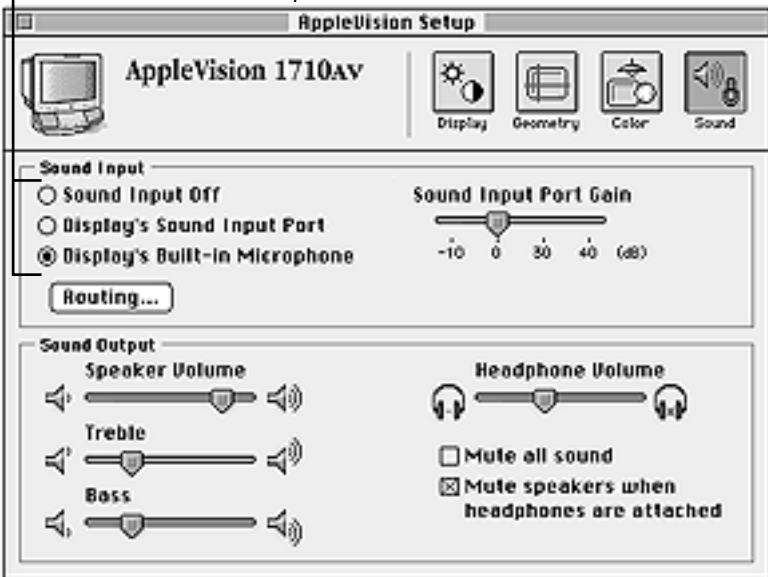 AppleVision Setup
AppleVision 1710AV
Display Geometry Color Sound
Sound Input
Sound Input Off
Display's Sound Input Port
Display's Built-in Microphone
Routing...
Sound Input Port Gain
-10 0 30 40 (dB)
Sound Output
Speaker Volume
Treble
Bass
Headphone Volume
Mute all sound
Mute speakers when
headphones are attached